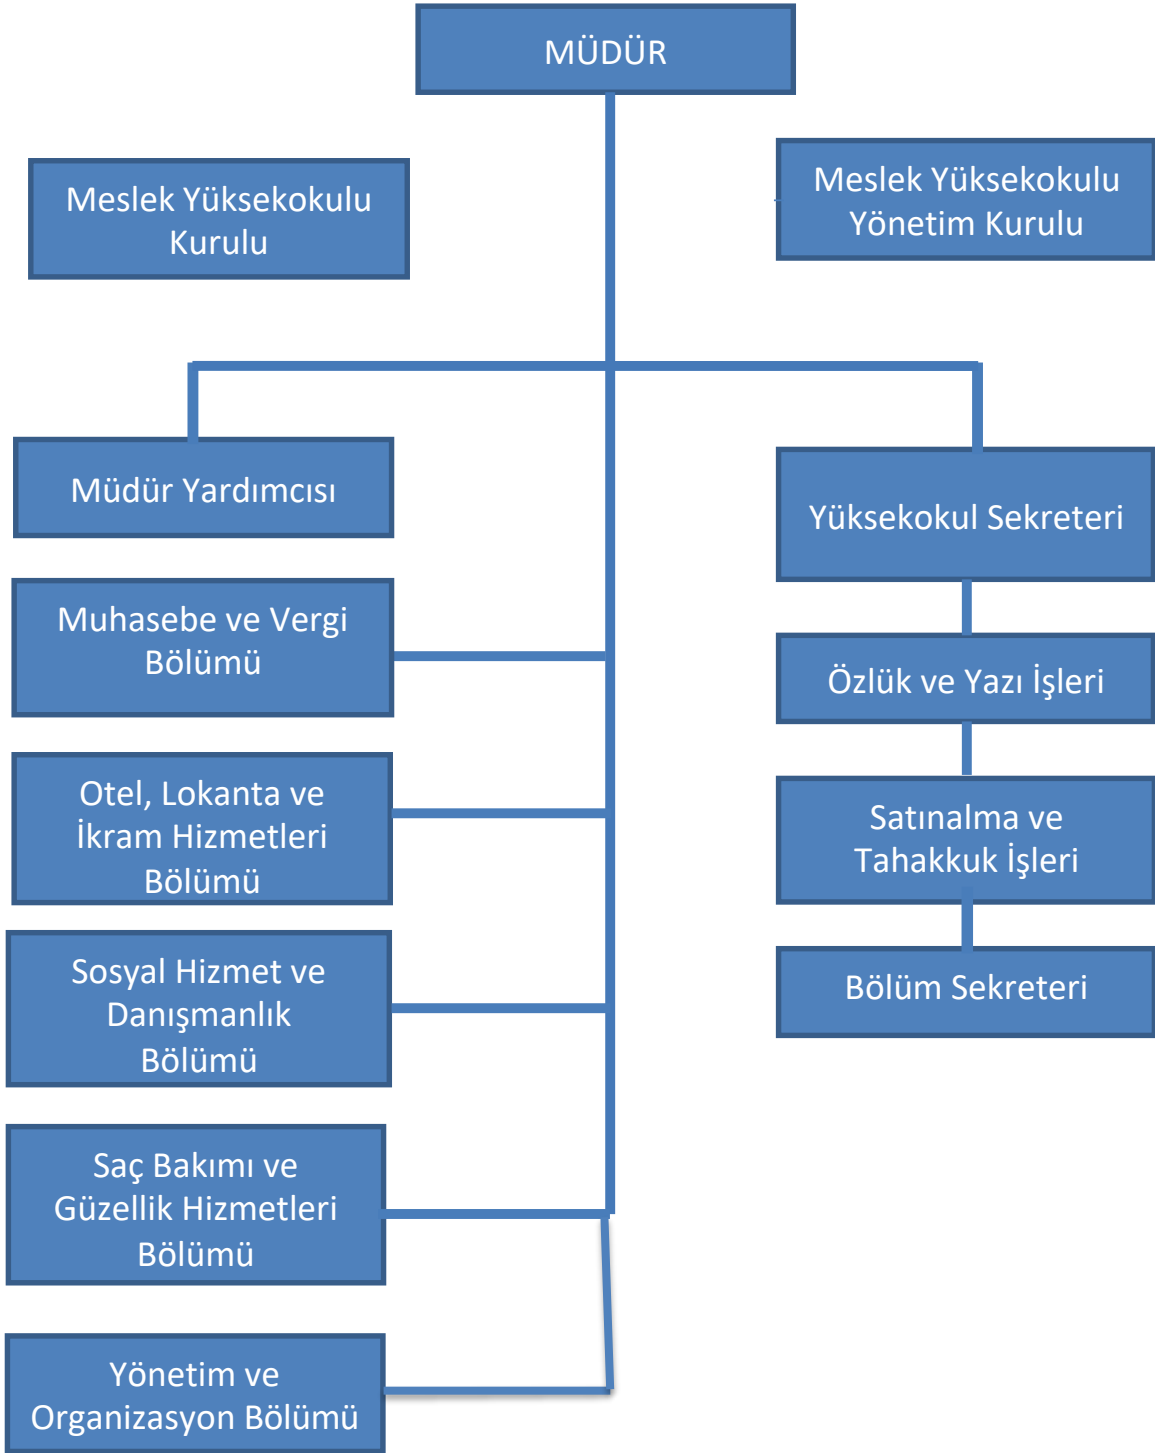 MÜDÜR
Meslek Yüksekokulu
Kurulu
Meslek Yüksekokulu
Yönetim Kurulu
Müdür Yardımcısı
Yüksekokul Sekreteri
Muhasebe ve Vergi
Bölümü
Özlük ve Yazı İşleri
Otel, Lokanta ve
İkram Hizmetleri
Bölümü
Satınalma ve
Tahakkuk İşleri
Sosyal Hizmet ve
Danışmanlık
Bölümü
Bölüm Sekreteri
Saç Bakımı ve
Güzellik Hizmetleri
Bölümü
Yönetim ve
Organizasyon Bölümü